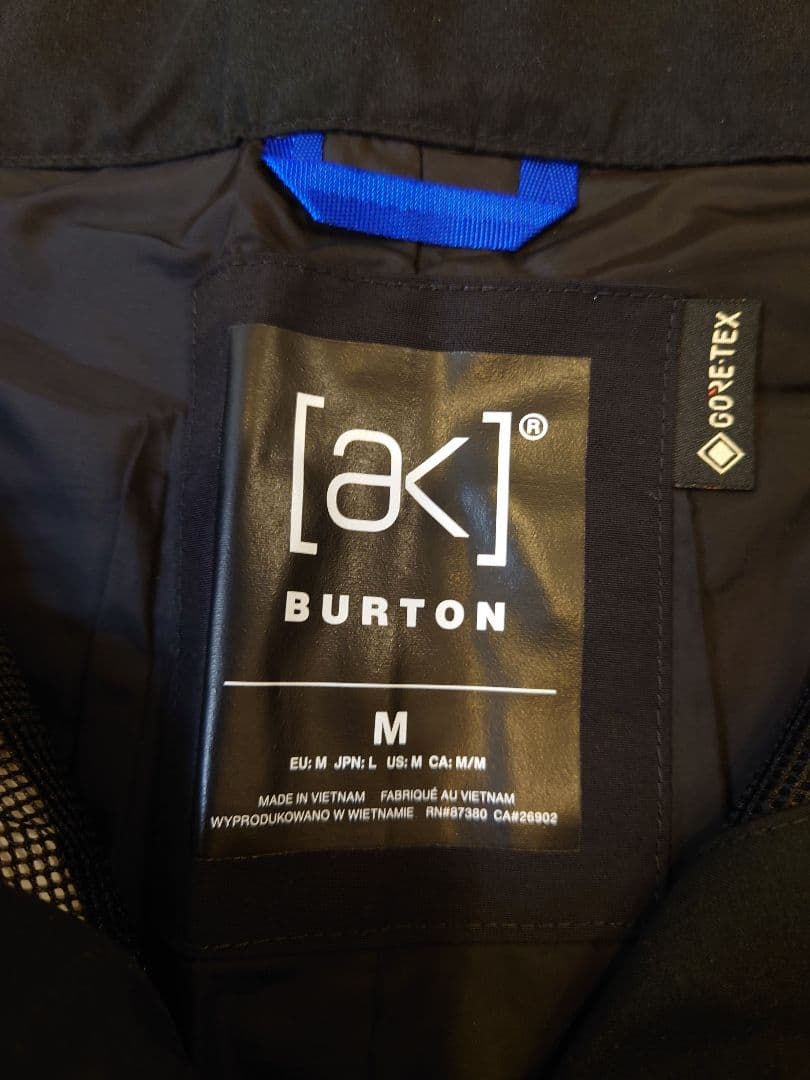 [ak]®
BURTON
GORE-TEX
M
EU: M JPN: L US: M CA: M/M
MADE IN VIETNAM FABRIQUÉ AU VIETNAM
WYPRODUKOWANO W WIETNAMIE RN#87380 CA#26902